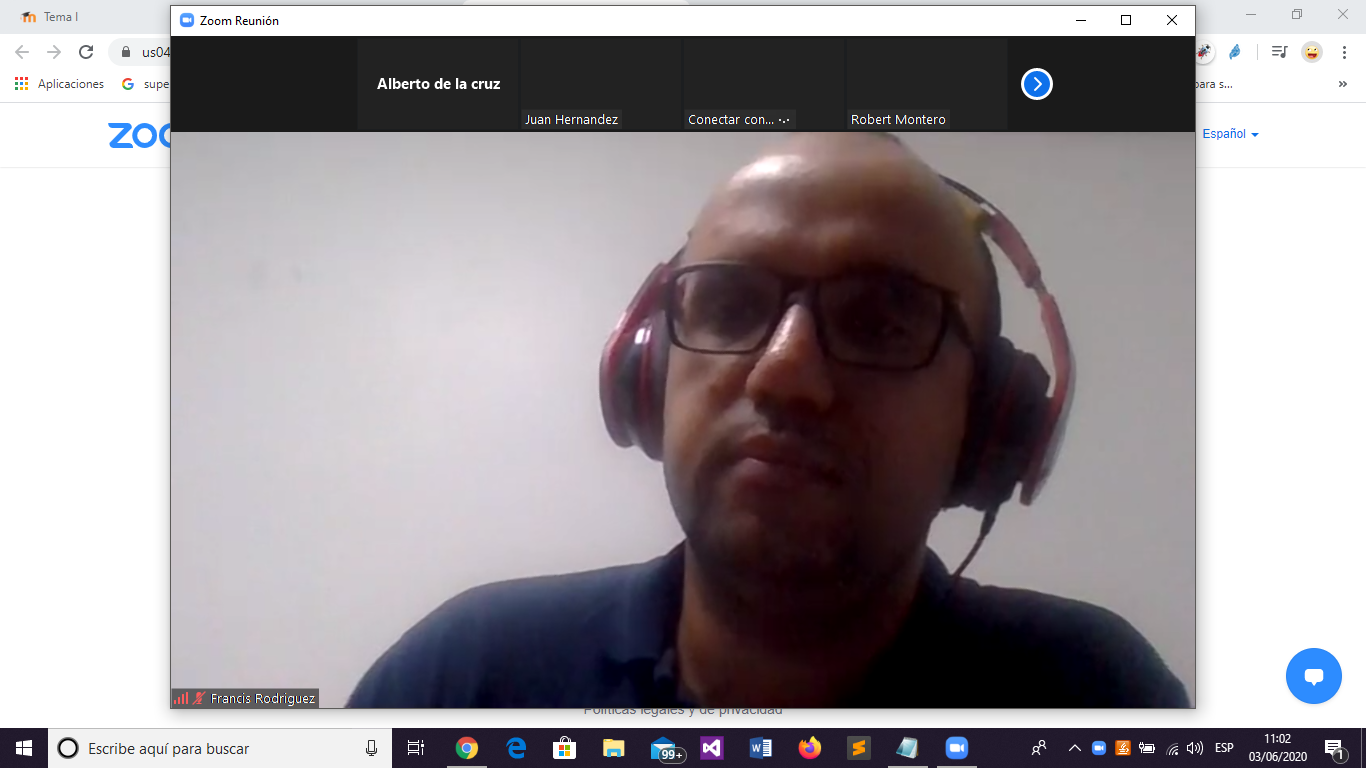 Tema I
Zoom Reunión
us04
Aplicaciones
supe
para s...
Alberto de la cruz
Juan Hernandez
Conectar con...
Robert Montero
ZOO
Español
Francis Rodriguez
Políticas legales y de privacidad
Escribe aquí para buscar
99+
ESP
11:02
03/06/2020
1